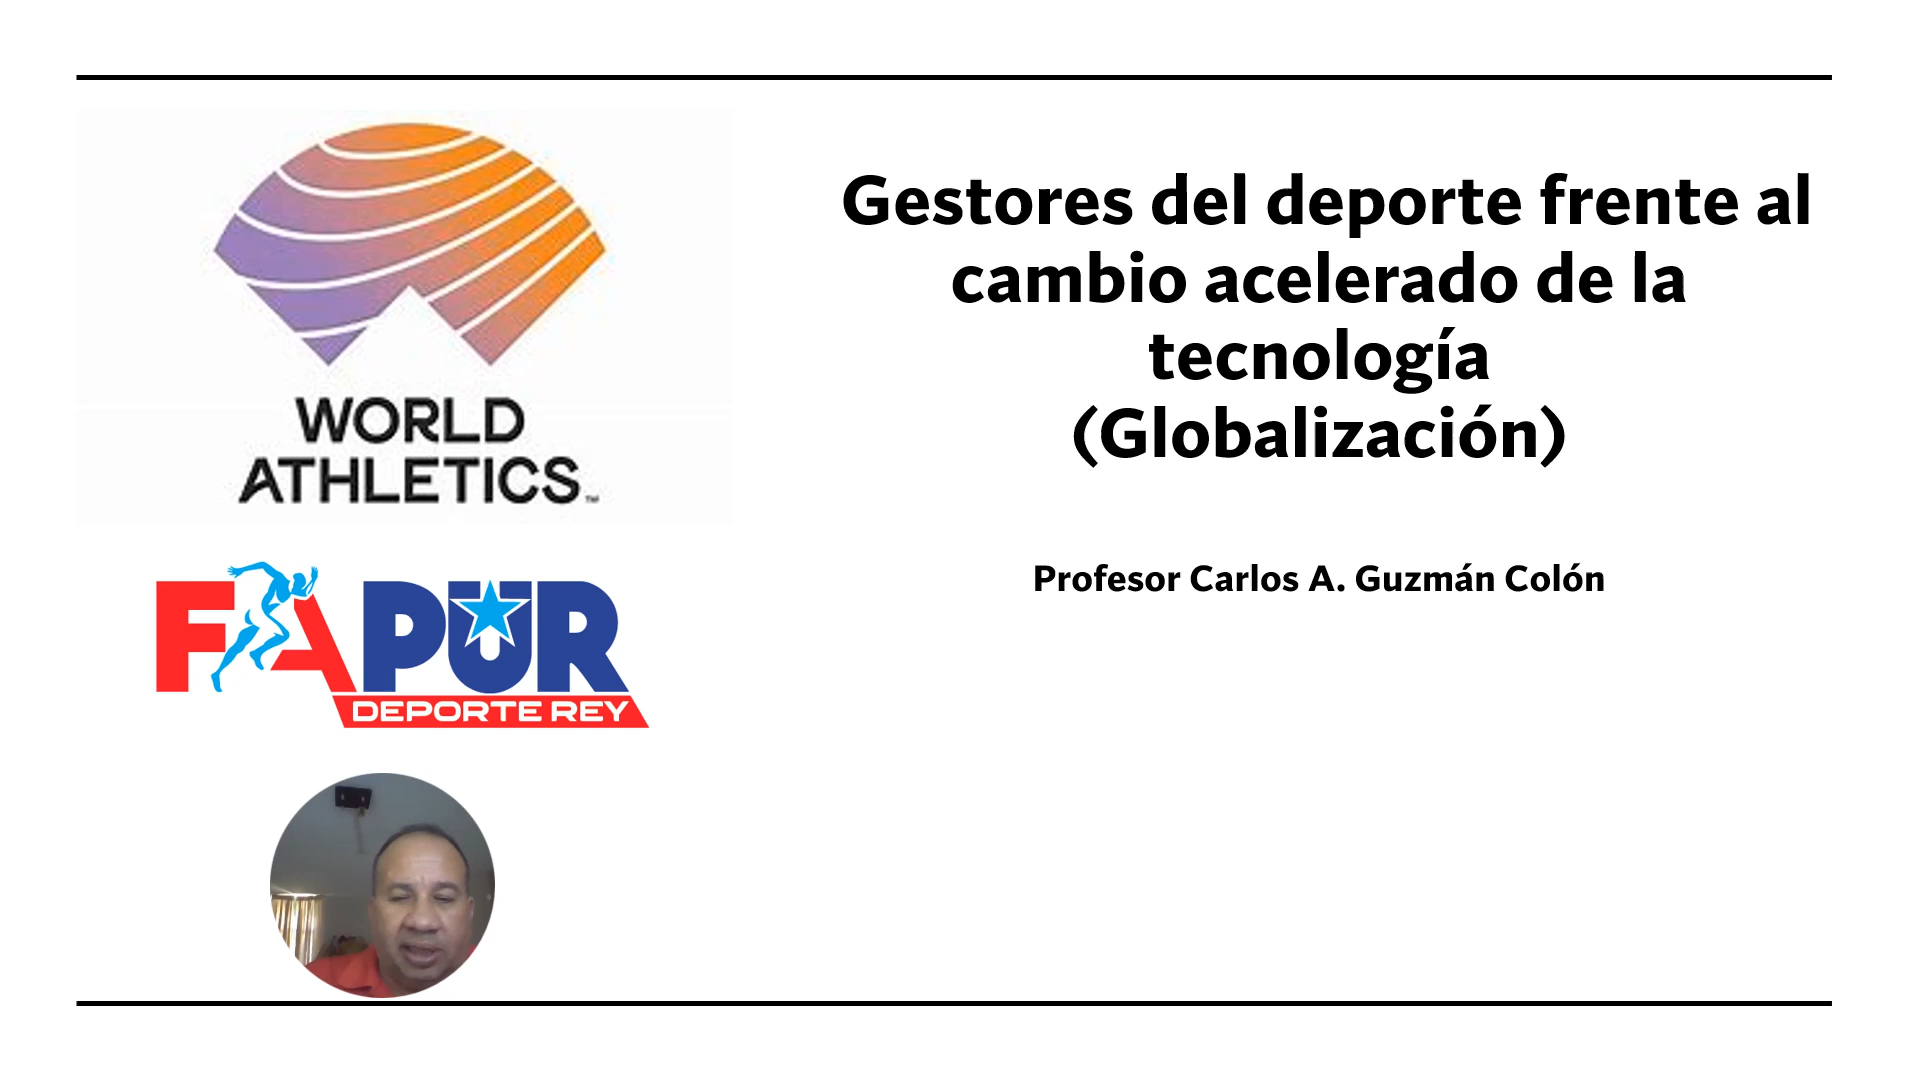 WORLD
ATHLETICS™
FAPUR
DEPORTE REY
Gestores del deporte frente al
cambio acelerado de la
tecnología
(Globalización)
Profesor Carlos A. Guzmán Colón